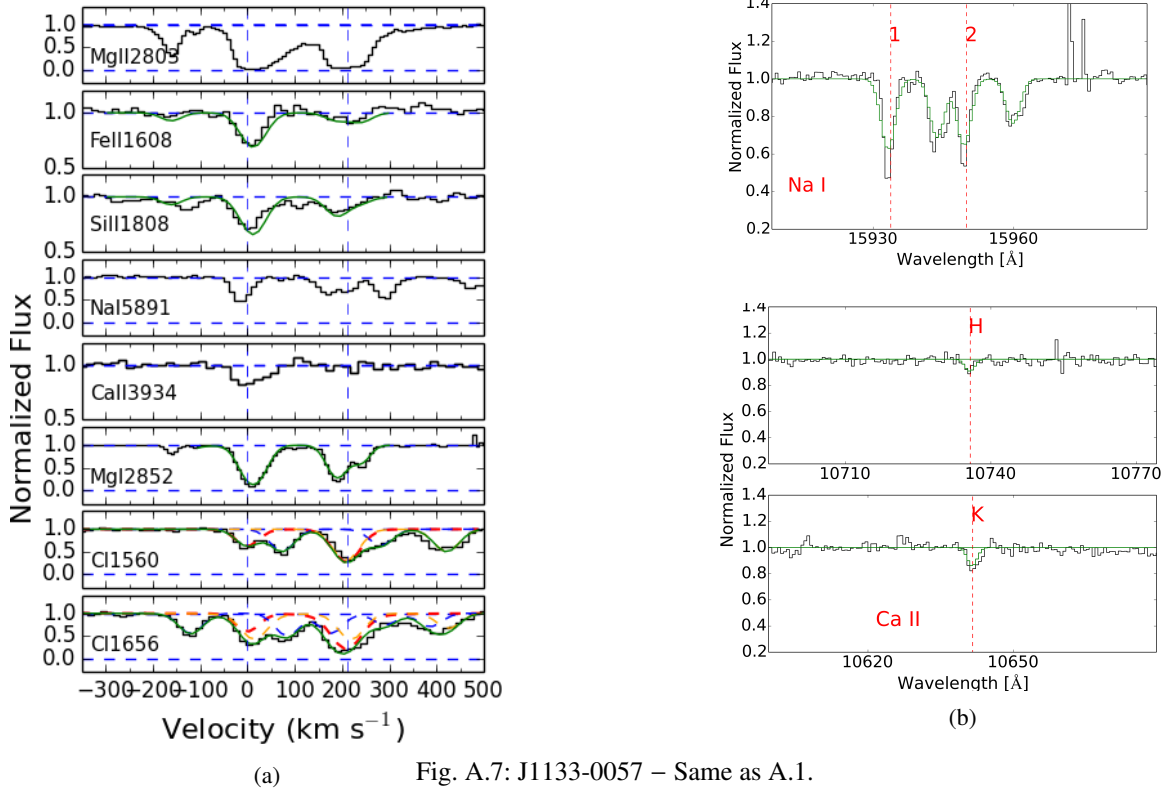 Normalized Flux
1.0
0.5
0.0
MgII2803
1.0
0.5
FeII1608
1.0
0.5
SiII1808
1.0
0.5
0.0
NaI5891
1.0
0.5
CaII3934
1.0
0.5
0.0
MgI2852
1.0
0.5
0.0
CI1560
1.0
0.5
0.0
CI1656
−300 −200 −100 0 100 200 300 400 500
Velocity (km s⁻¹)
(a)
Normalized Flux
1.4
1.2
1.0
0.8
0.6
0.4
0.2
1 2
Na I
15930 15960
Wavelength [Å]
Normalized Flux
1.4
1.2
1.0
0.8
0.6
0.4
0.2
H
10710 10740 10770
1.4
1.2
1.0
0.8
0.6
0.4
0.2
K
Ca II
10620 10650
Wavelength [Å]
(b)
Fig. A.7: J1133-0057 – Same as A.1.